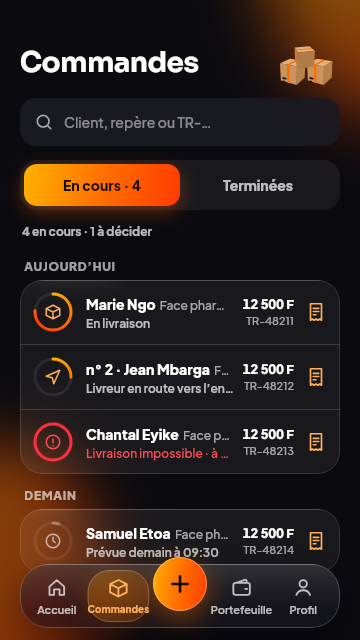 Commandes
Client, repère ou TR-…
En cours · 4
Terminées
4 en cours · 1 à décider
AUJOURD’HUI
Marie Ngo Face phar… 12 500 F
En livraison TR-48211
n° 2 · Jean Mbarga F… 12 500 F
Livreur en route vers l’en… TR-48212
Chantal Eyike Face p… 12 500 F
Livraison impossible · à … TR-48213
DEMAIN
Samuel Etoa Face ph… 12 500 F
Prévue demain à 09:30 TR-48214
Accueil Commandes Portefeuille Profil